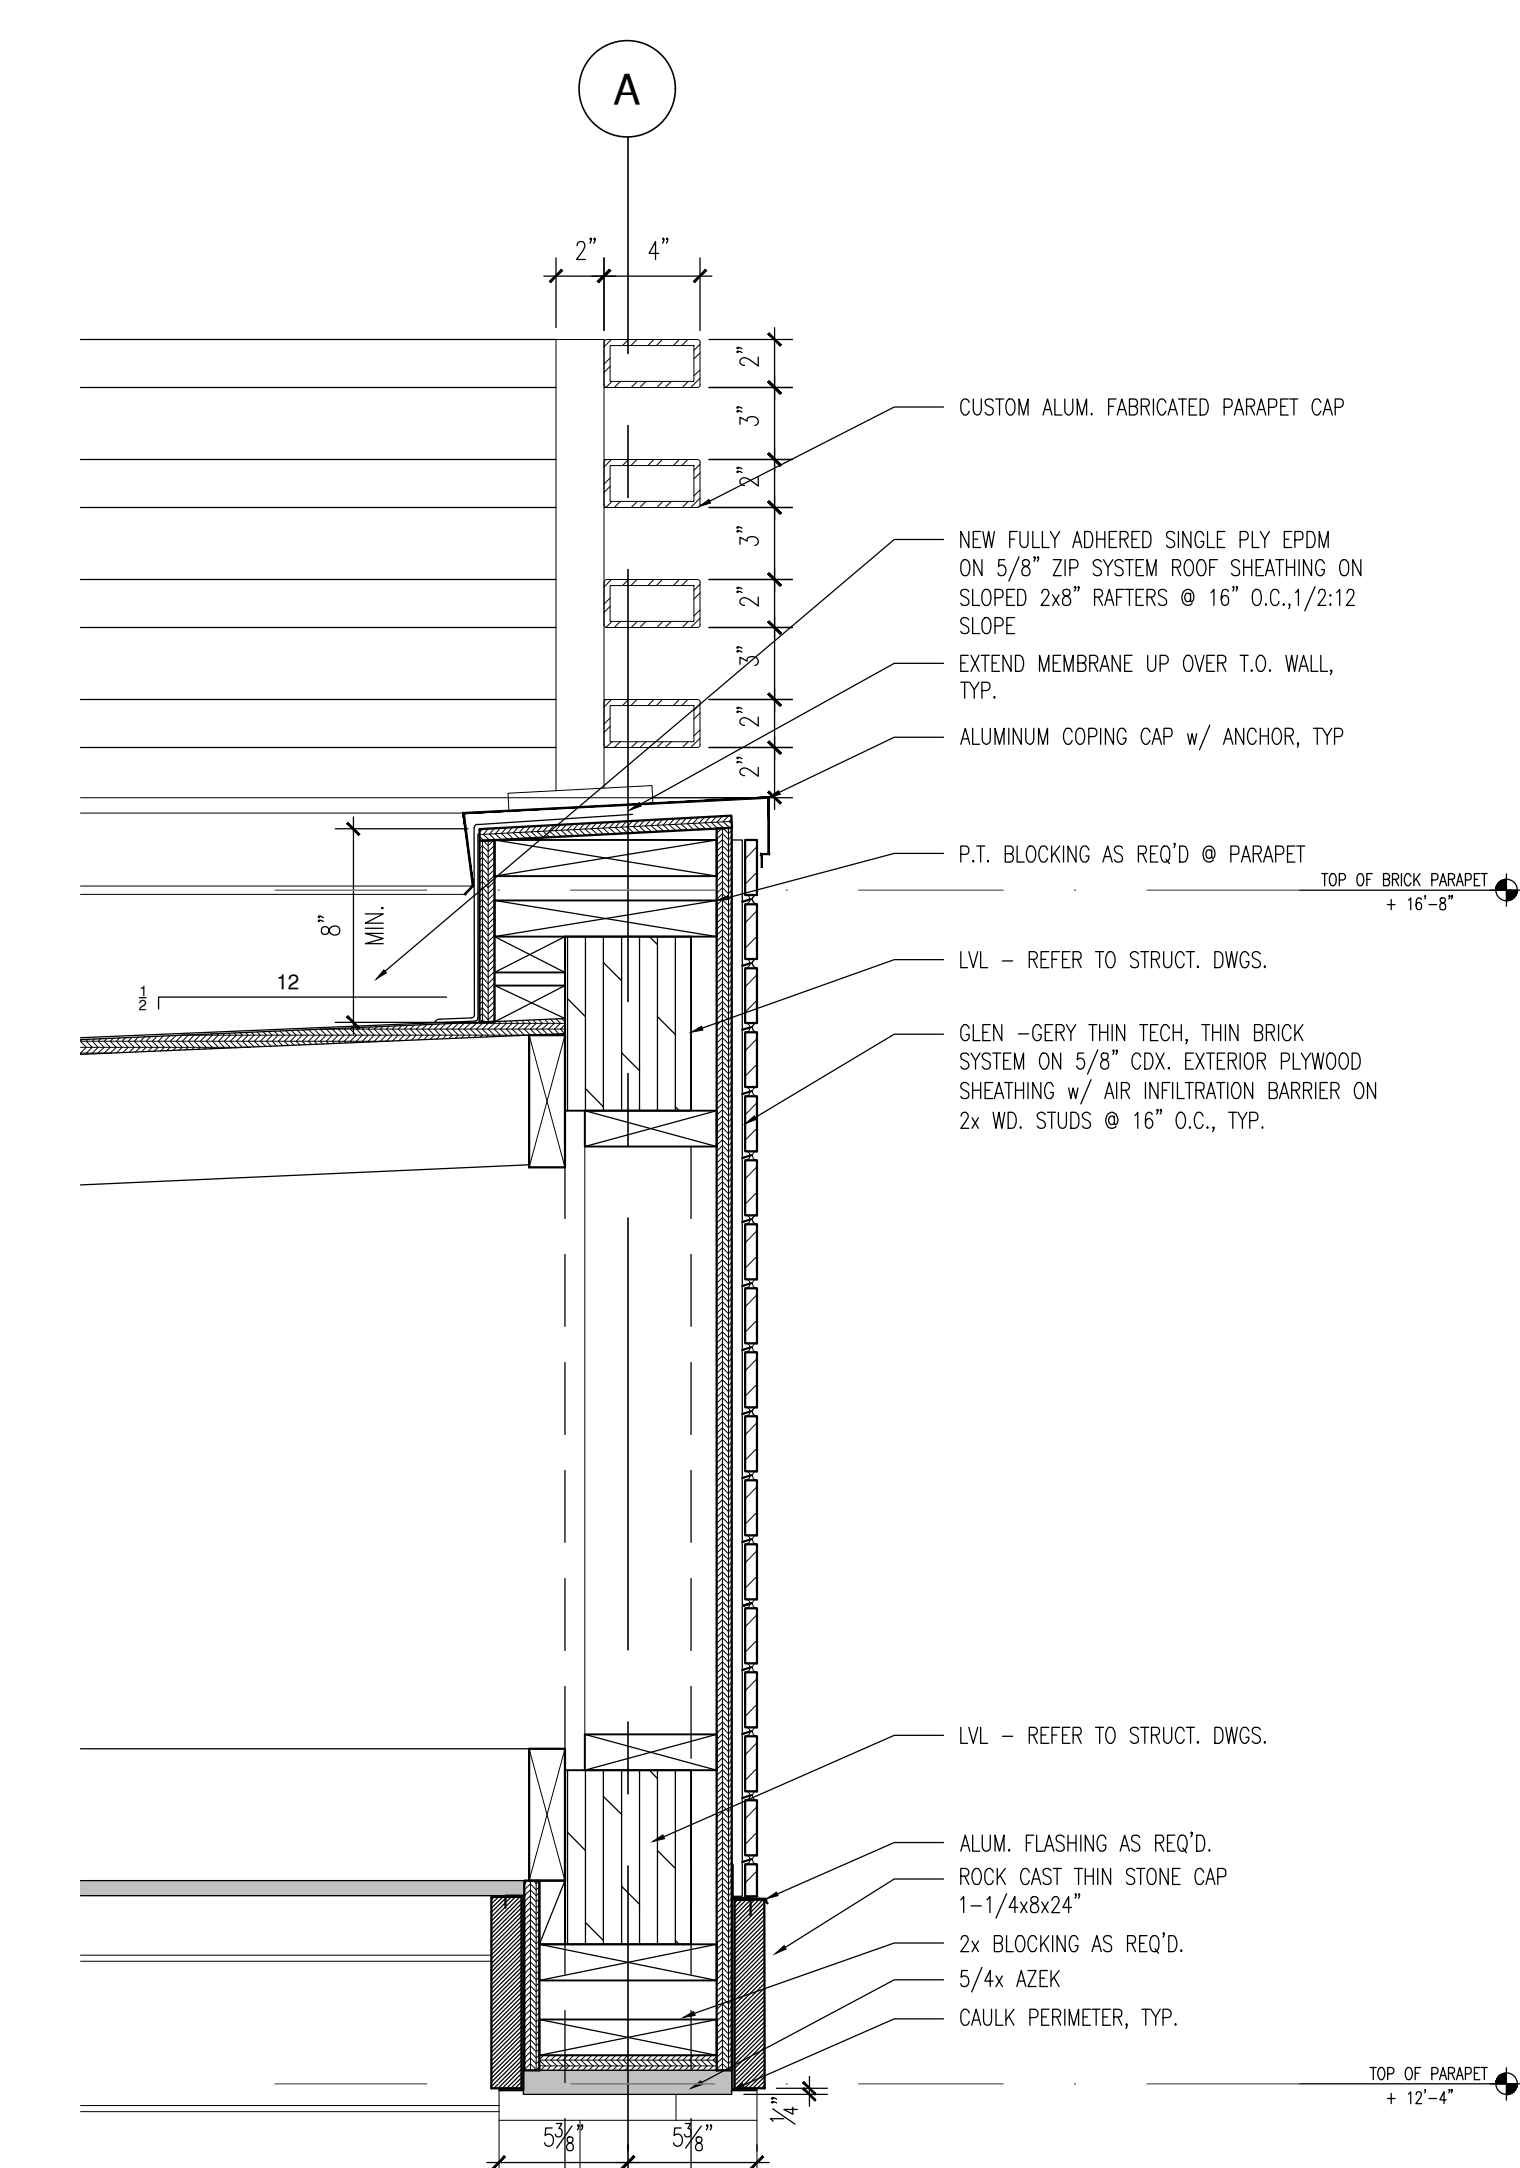 A
2" 4"
2"
3"
2"
3"
2"
3"
2"
2"
CUSTOM ALUM. FABRICATED PARAPET CAP
NEW FULLY ADHERED SINGLE PLY EPDM
ON 5/8" ZIP SYSTEM ROOF SHEATHING ON
SLOPED 2x8" RAFTERS @ 16" O.C.,1/2:12
SLOPE
EXTEND MEMBRANE UP OVER T.O. WALL,
TYP.
ALUMINUM COPING CAP w/ ANCHOR, TYP
P.T. BLOCKING AS REQ'D @ PARAPET
TOP OF BRICK PARAPET
+ 16'-8"
8"
MIN.
1/2 12
LVL – REFER TO STRUCT. DWGS.
GLEN –GERY THIN TECH, THIN BRICK
SYSTEM ON 5/8" CDX. EXTERIOR PLYWOOD
SHEATHING w/ AIR INFILTRATION BARRIER ON
2x WD. STUDS @ 16" O.C., TYP.
LVL – REFER TO STRUCT. DWGS.
ALUM. FLASHING AS REQ'D.
ROCK CAST THIN STONE CAP
1–1/4x8x24"
2x BLOCKING AS REQ'D.
5/4x AZEK
CAULK PERIMETER, TYP.
TOP OF PARAPET
+ 12'-4"
1/4"
5 3/8" 5 3/8"